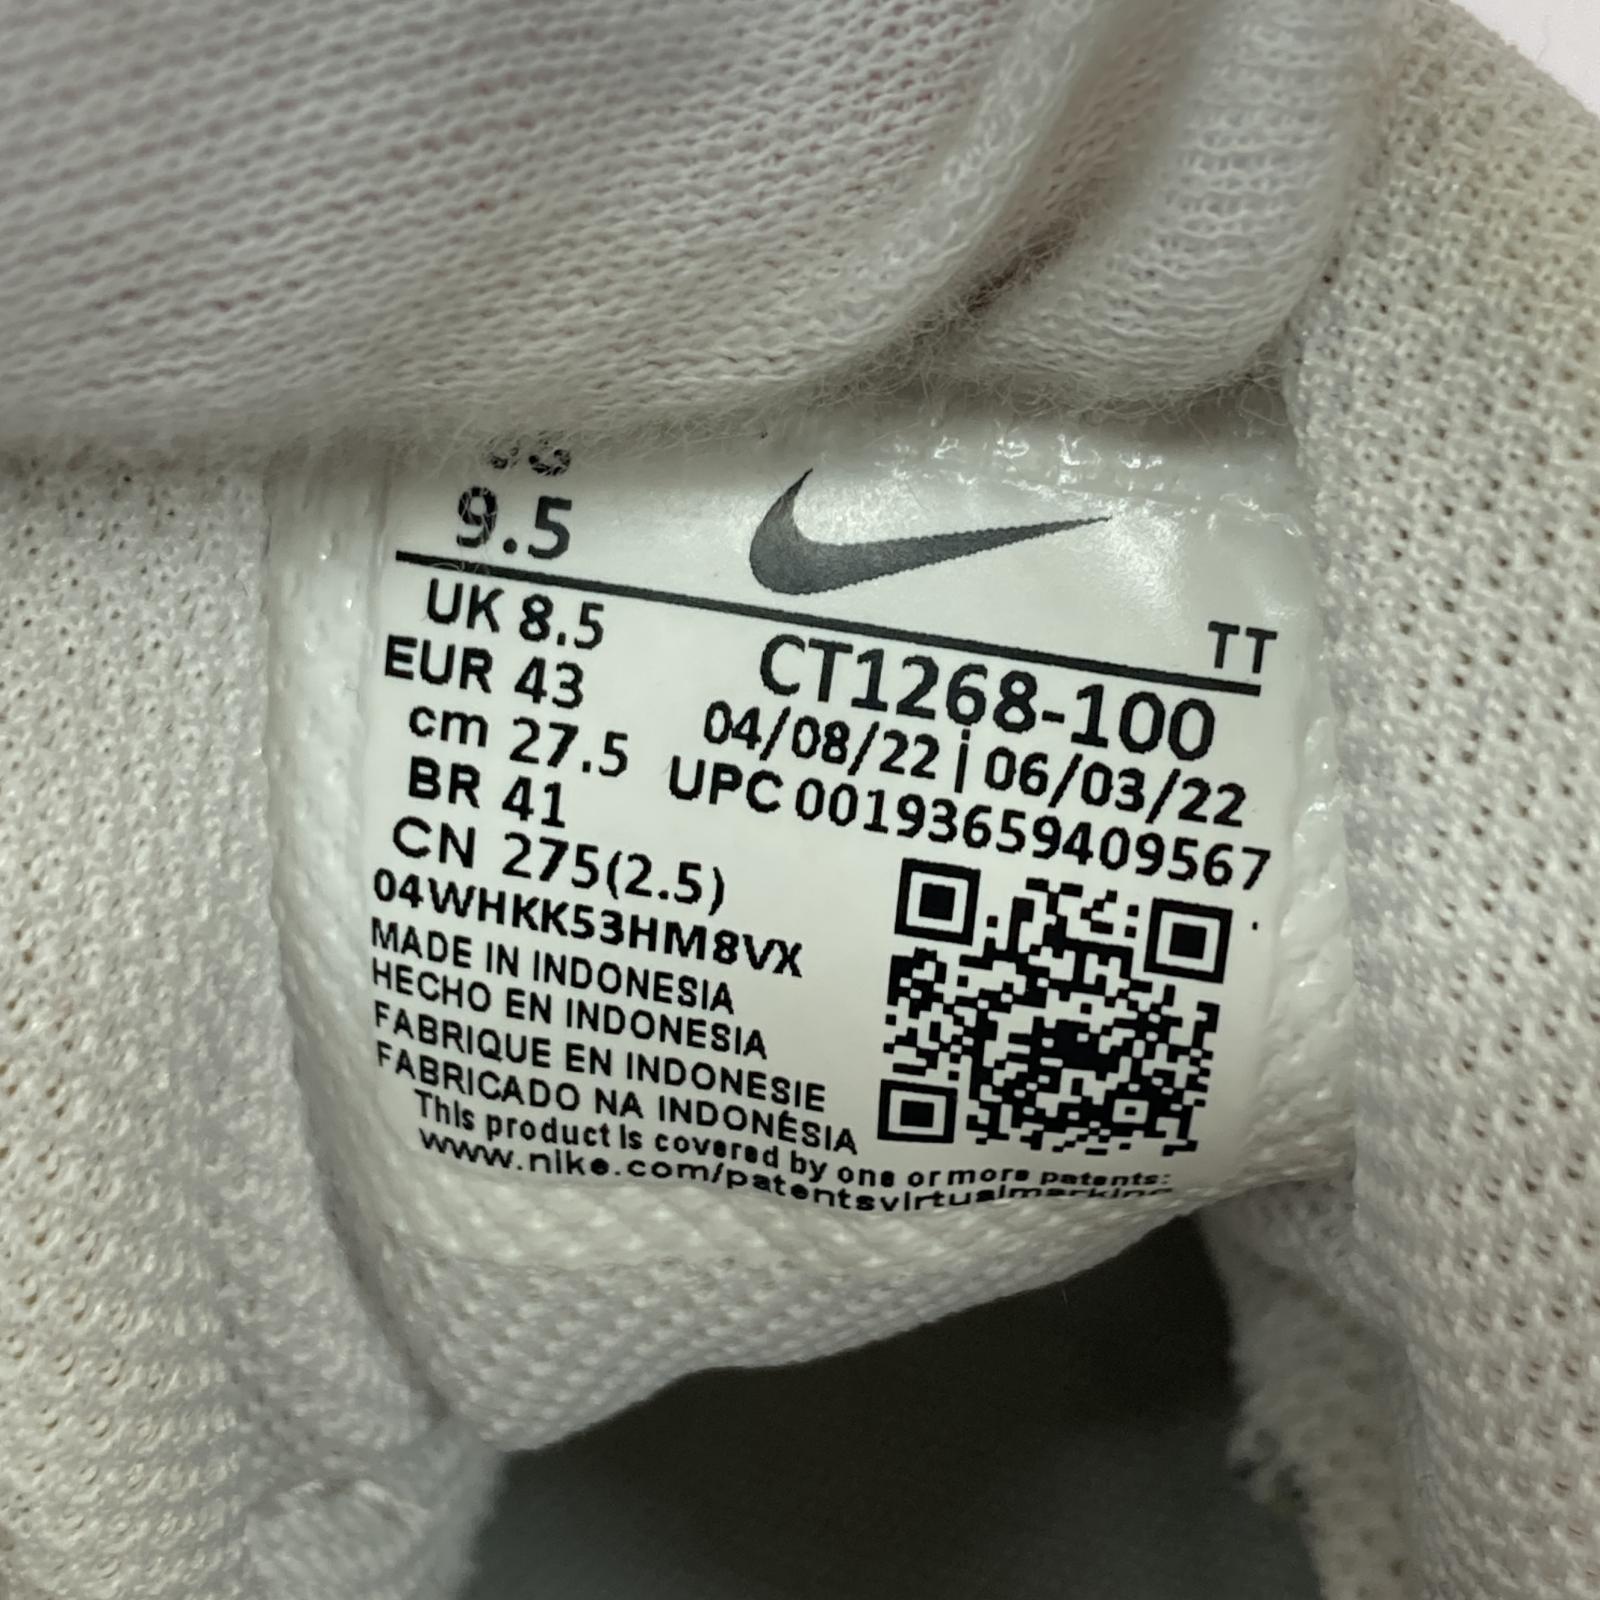 9.5
TT
UK 8.5
EUR 43
cm 27.5
BR 41
CN 275(2.5)
CT1268-100
04/08/22 | 06/03/22
UPC 00193659409567
04WHKK53HM8VX
MADE IN INDONESIA
HECHO EN INDONESIA
FABRIQUE EN INDONESIE
FABRICADO NA INDONÉSIA
This product is covered by one or more patents:
www.nike.com/patentsvirtualmarking